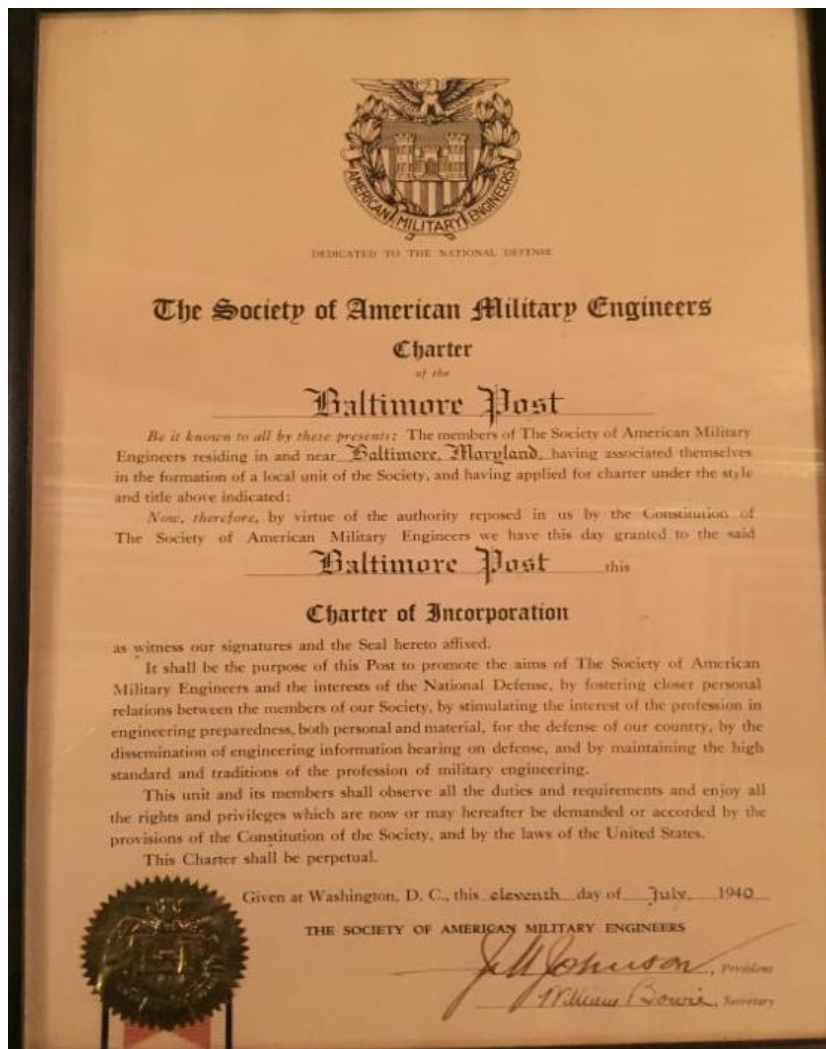 AMERICAN MILITARY ENGINEERS
DEDICATED TO THE NATIONAL DEFENSE
The Society of American Military Engineers
Charter
of the
Baltimore Post
Be it known to all by these presents: The members of The Society of American Military
Engineers residing in and near Baltimore, Maryland, having associated themselves
in the formation of a local unit of the Society, and having applied for charter under the style
and title above indicated:
Now, therefore, by virtue of the authority reposed in us by the Constitution of
The Society of American Military Engineers we have this day granted to the said
Baltimore Post this
Charter of Incorporation
as witness our signatures and the Seal hereto affixed.
It shall be the purpose of this Post to promote the aims of The Society of American
Military Engineers and the interests of the National Defense, by fostering closer personal
relations between the members of our Society, by stimulating the interest of the profession in
engineering preparedness, both personal and material, for the defense of our country, by the
dissemination of engineering information bearing on defense, and by maintaining the high
standard and traditions of the profession of military engineering.
This unit and its members shall observe all the duties and requirements and enjoy all
the rights and privileges which are now or may hereafter be demanded or accorded by the
provisions of the Constitution of the Society, and by the laws of the United States.
This Charter shall be perpetual.
Given at Washington, D. C., this eleventh day of July, 1940
THE SOCIETY OF AMERICAN MILITARY ENGINEERS
Johnson, President
William Bowie, Secretary